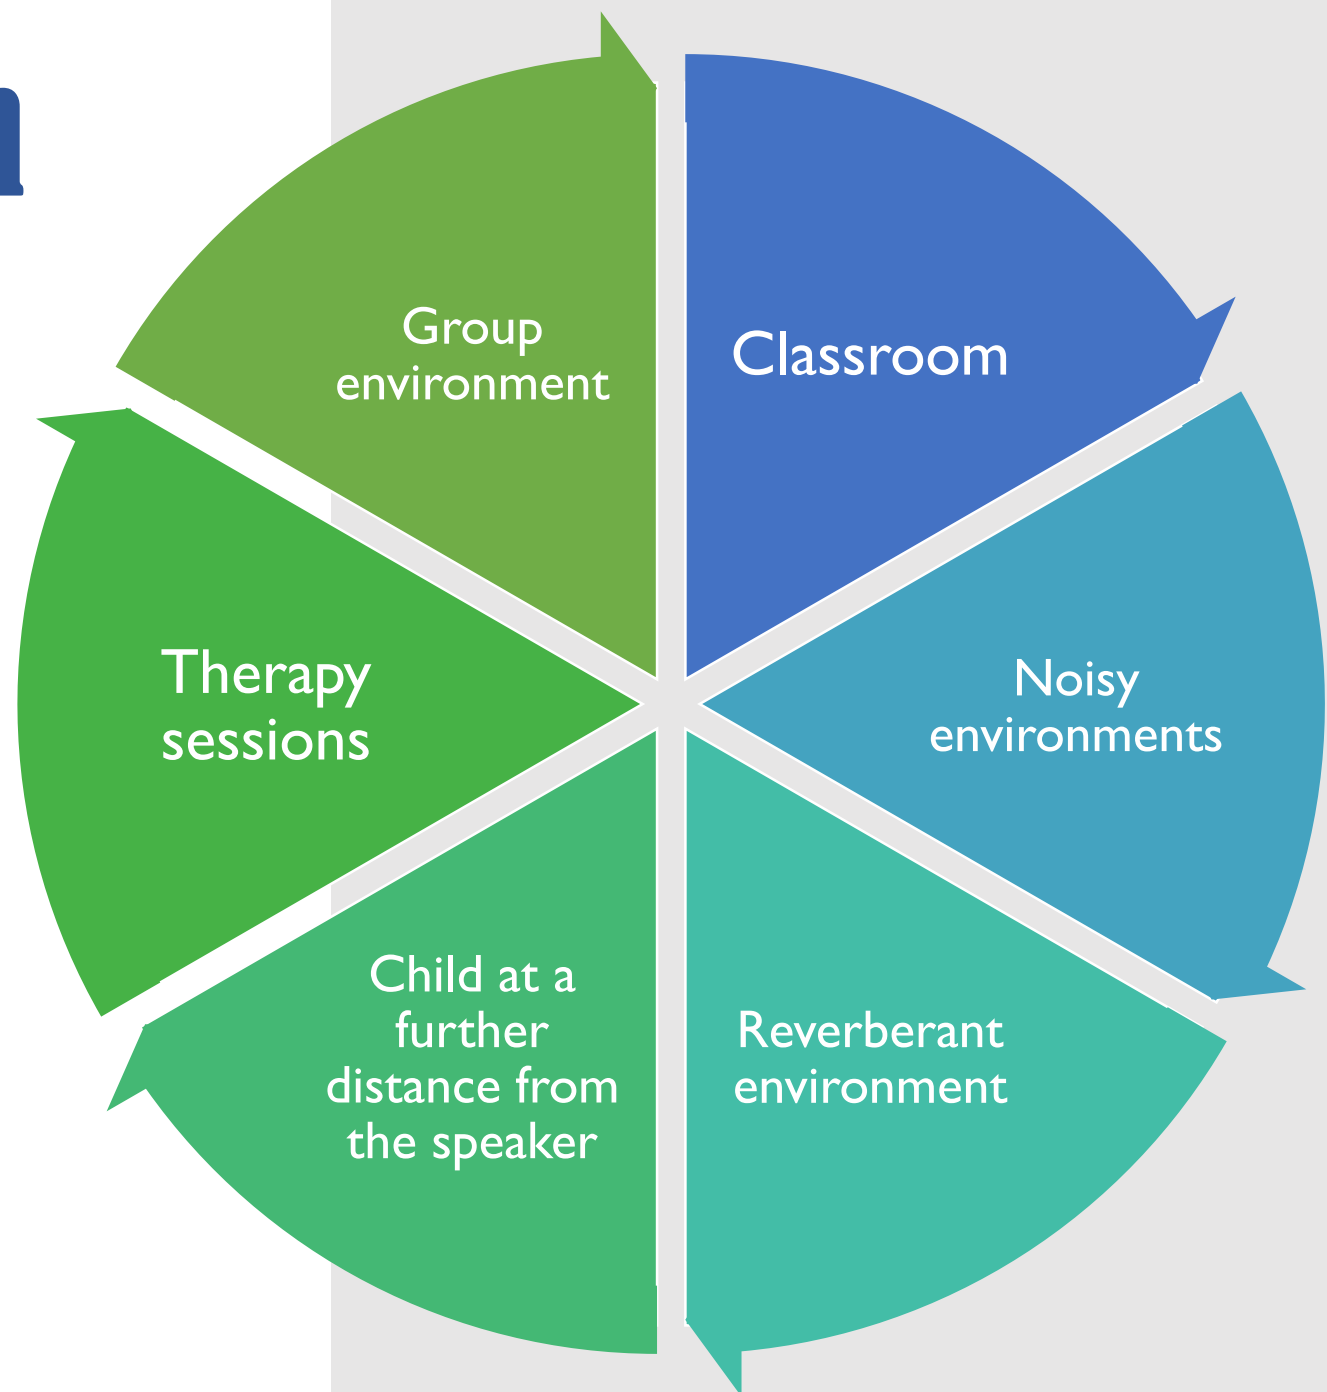 Group
environment
Classroom
Therapy
sessions
Noisy
environments
Child at a
further
distance from
the speaker
Reverberant
environment